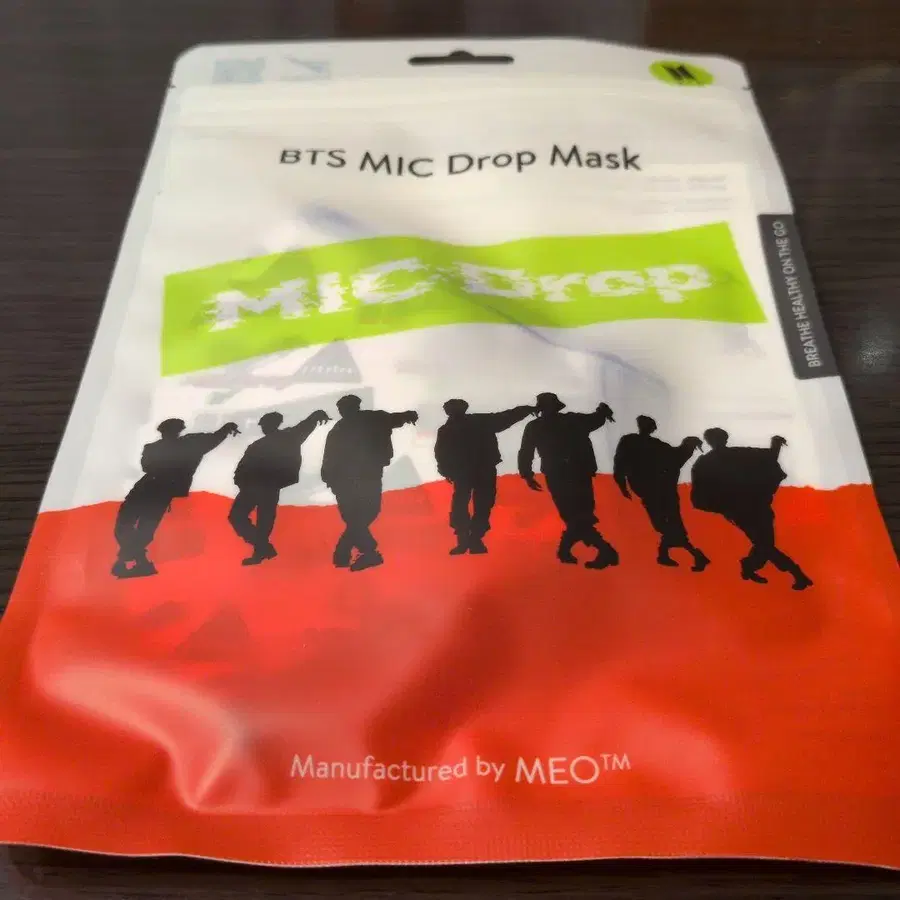 BTS MIC Drop Mask
MIC Drop
BREATHE HEALTHY ON THE GO
Manufactured by MEO™